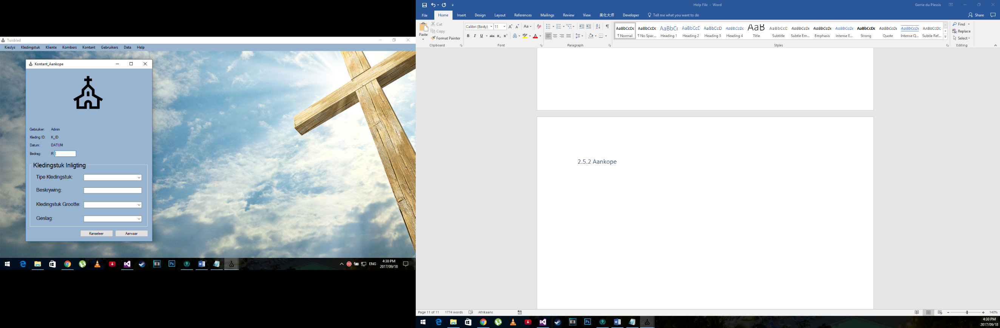 Tuisblad
Kieslys Kledingstuk Kliente Kombers Kontant Gebruikers Data Help
Kontant_Aankope
Gebruiker: Admin
Kleding ID: K_ID
Datum: DATUM
Bedrag: R
Kledingstuk Inligting
Tipe Kledingstuk:
Beskrywing:
Kledingstuk Grootte:
Geslag:
Kanselleer Aanvaar
Ps
ENG
4:30 PM
2017/09/18
Help File - Word
Gerrie du Plessis
File Home Insert Design Layout References Mailings Review View 美化大师 Developer Tell me what you want to do
Share
Paste
Cut
Copy
Format Painter
Clipboard
Calibri (Body) 11
Font
Paragraph
AaBbCcDc AaBbCcDc AaBbCc AaBbCcC AaBbCcD AaBbCcDc AaB AaBbCcC AaBbCcDc AaBbCcDc AaBbCcDc AaBbCcDc AaBbCcDc AaBbCcDc AABBCCDC
¶ Normal ¶ No Spac... Heading 1 Heading 2 Heading 3 Heading 4 Title Subtitle Subtle Em... Emphasis Intense E... Strong Quote Intense Q... Subtle Ref...
Styles
Find
Replace
Select
Editing
2.5.2 Aankope
Page 11 of 11 1774 words Afrikaans
140%
Ps
4:30 PM
2017/09/18